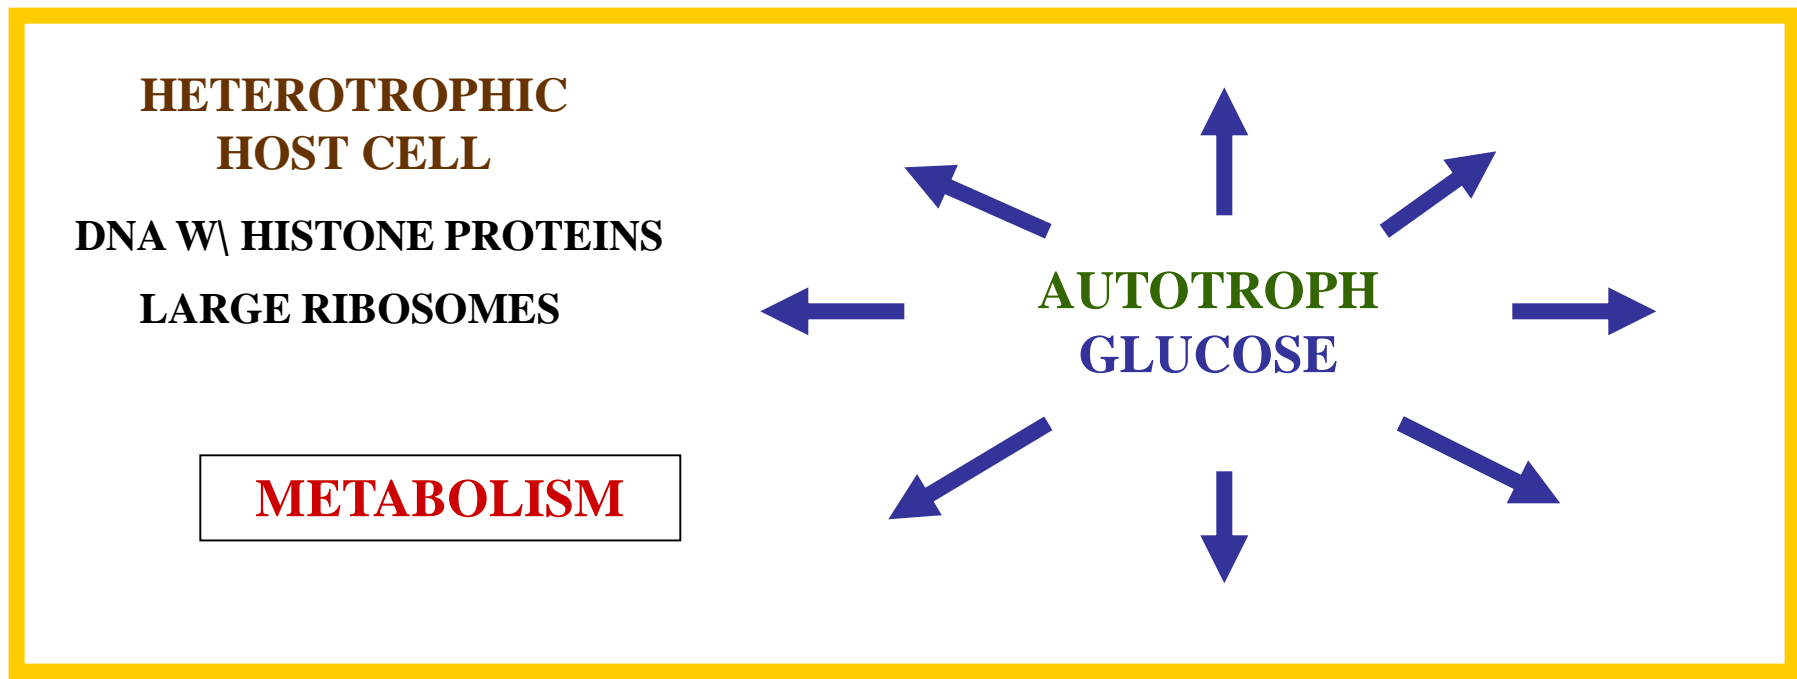 HETEROTROPHIC
HOST CELL
DNA W\ HISTONE PROTEINS
LARGE RIBOSOMES
METABOLISM
AUTOTROPH
GLUCOSE